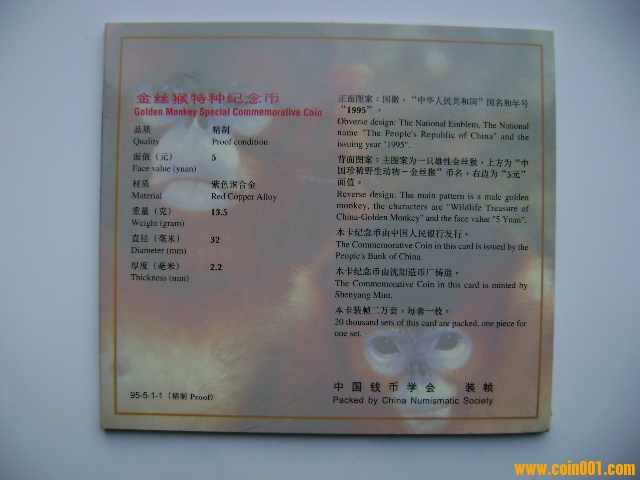 金丝猴特种纪念币
Golden Monkey Special Commemorative Coin
品质 精制
Quality Proof condition
面值（元） 5
Face value (yuan)
材质 紫色铜合金
Material Red Copper Alloy
重量（克） 13.5
Weight (gram)
直径（毫米） 32
Diameter (mm)
厚度（毫米） 2.2
Thickness (mm)
95-5-1-1（精制 Proof）
正面图案：国徽，“中华人民共和国”国名和年号
“1995”。
Obverse design: The National Emblem, The National
name "The People's Republic of China" and the
issuing year "1995".
背面图案：主图案为一只雄性金丝猴，上方为“中
国珍稀野生动物－金丝猴”币名，右边为“5元”
面值。
Reverse design: The main pattern is a male golden
monkey, the characters are "Wildlife Treasure of
China-Golden Monkey" and the face value "5 Yuan".
本卡纪念币由中国人民银行发行。
The Commemorative Coin in this card is issued by the
People's Bank of China.
本卡纪念币由沈阳造币厂铸造。
The Commemorative Coin in this card is minted by
Shenyang Mint.
本卡装帧二万套，每套一枚。
20 thousand sets of this card are packed, one piece for
one set.
中国钱币学会 装帧
Packed by China Numismatic Society
www.coin001.com